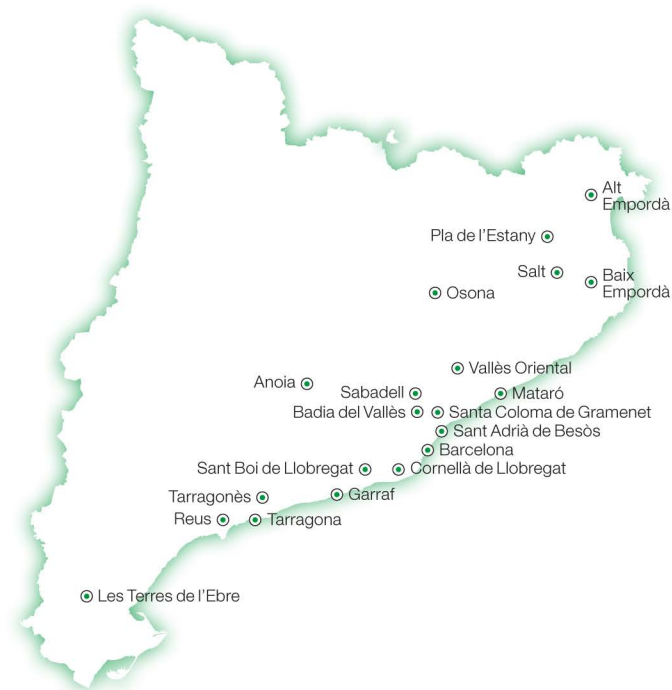 Alt
Empordà
Pla de l’Estany
Salt
Baix
Empordà
Osona
Vallès Oriental
Anoia
Sabadell
Mataró
Badia del Vallès
Santa Coloma de Gramenet
Sant Adrià de Besòs
Barcelona
Sant Boi de Llobregat
Cornellà de Llobregat
Garraf
Tarragonès
Reus
Tarragona
Les Terres de l’Ebre